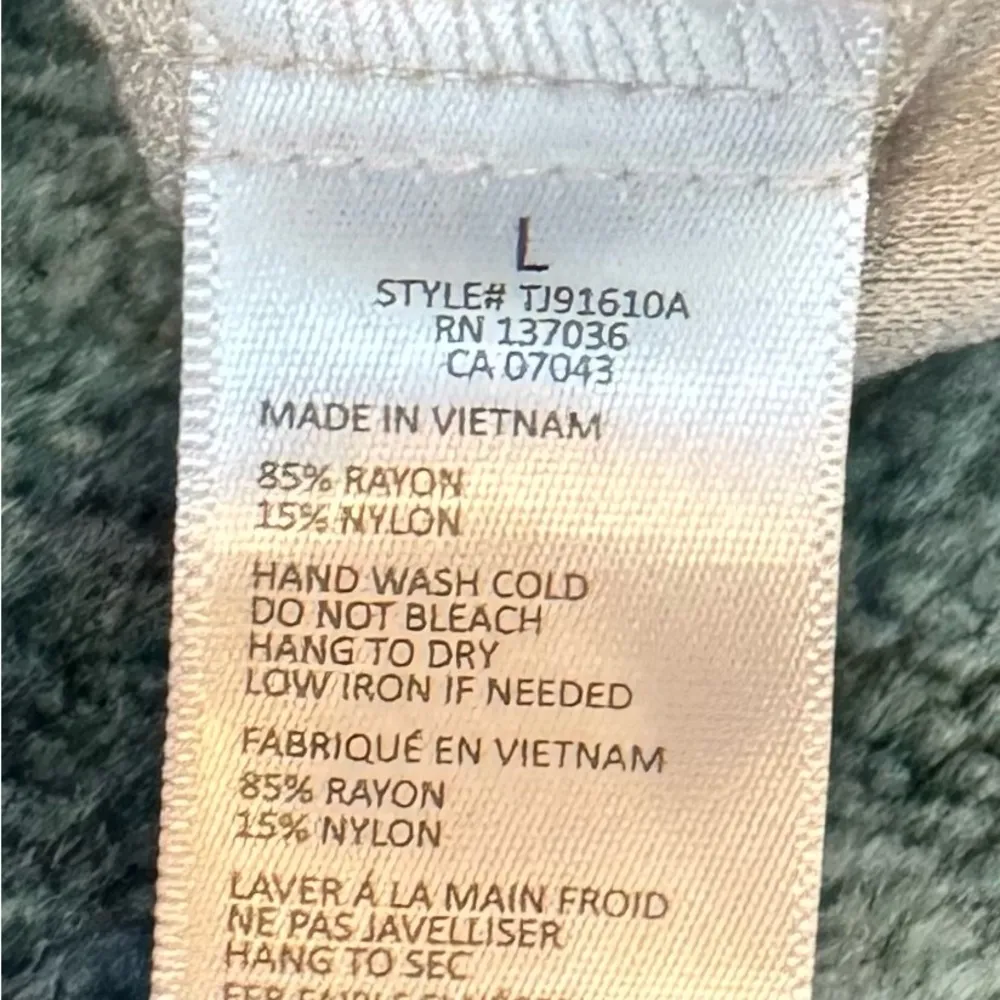 L
STYLE# TJ91610A
RN 137036
CA 07043
MADE IN VIETNAM
85% RAYON
15% NYLON
HAND WASH COLD
DO NOT BLEACH
HANG TO DRY
LOW IRON IF NEEDED
FABRIQUÉ EN VIETNAM
85% RAYON
15% NYLON
LAVER Á LA MAIN FROID
NE PAS JAVELLISER
HANG TO SEC